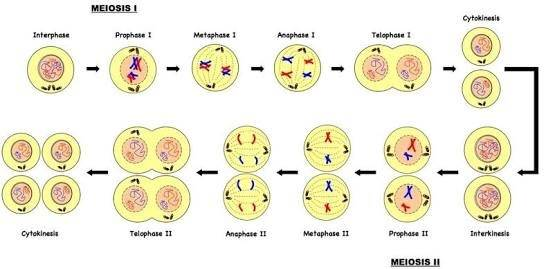 MEIOSIS I
Interphase
Prophase I
Metaphase I
Anaphase I
Telophase I
Cytokinesis
Cytokinesis
Telophase II
Anaphase II
Metaphase II
Prophase II
Interkinesis
MEIOSIS II